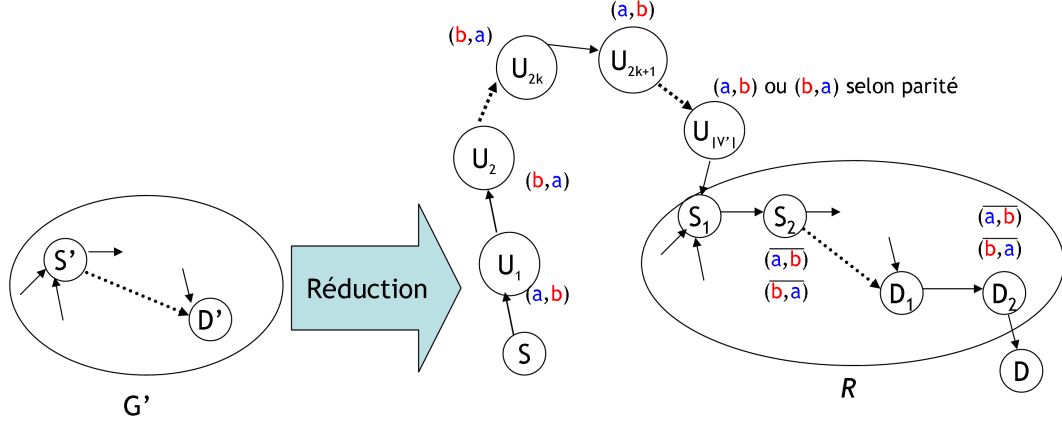 (a,b)
(b,a)
U2k
U2k+1
(a,b) ou (b,a) selon parité
U|V'|
U2
(b,a)
S1
S2
(a,b)
(b,a)
S'
D'
Réduction
U1
(a,b)
(a,b)
(b,a)
D1
D2
S
D
G'
R